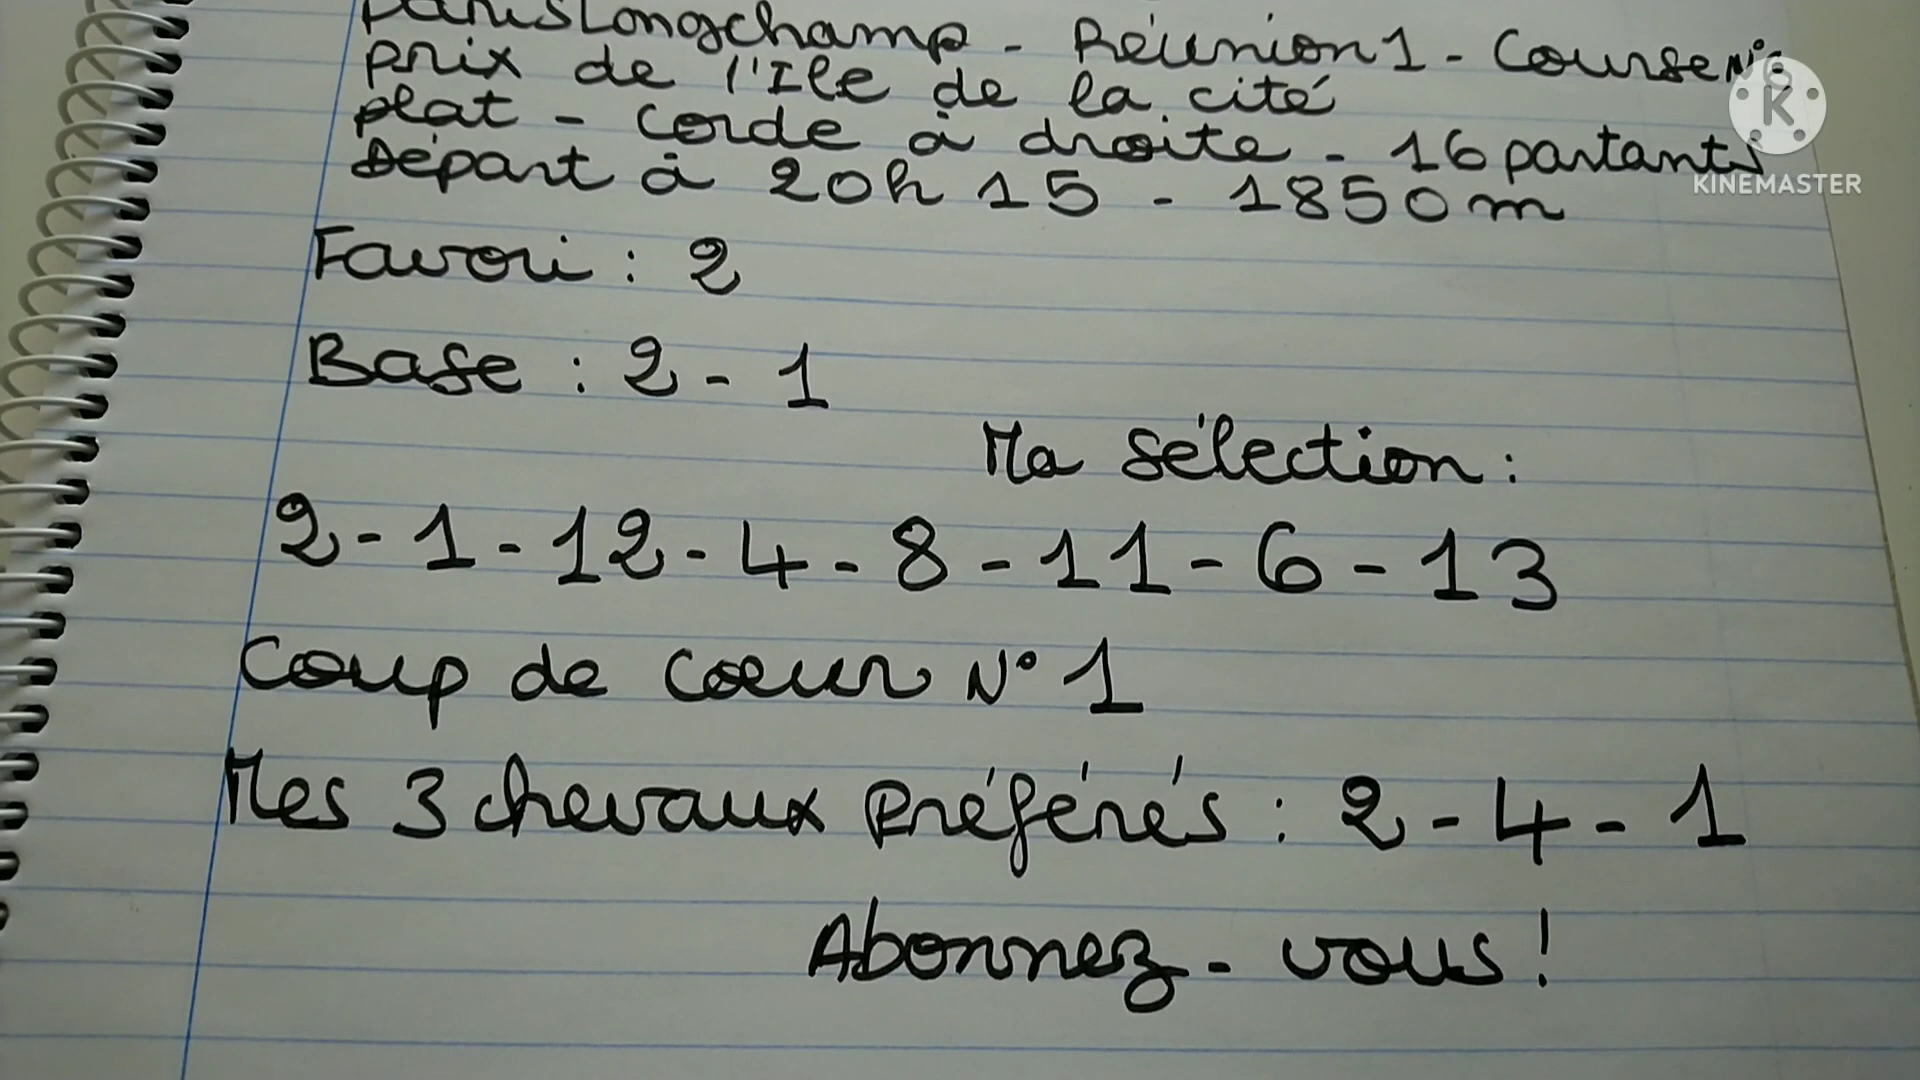 ParisLongchamp - Réunion 1 - Course N°
prix de l'Ile de la cité
plat - corde à droite - 16 partants
Départ à 20h15 - 1850m
K
KINEMASTER
Favori : 2
Base : 2 - 1
Ma sélection :
2 - 1 - 12 - 4 - 8 - 11 - 6 - 13
Coup de cœur N° 1
Mes 3 chevaux préférés : 2 - 4 - 1
Abonnez-vous !